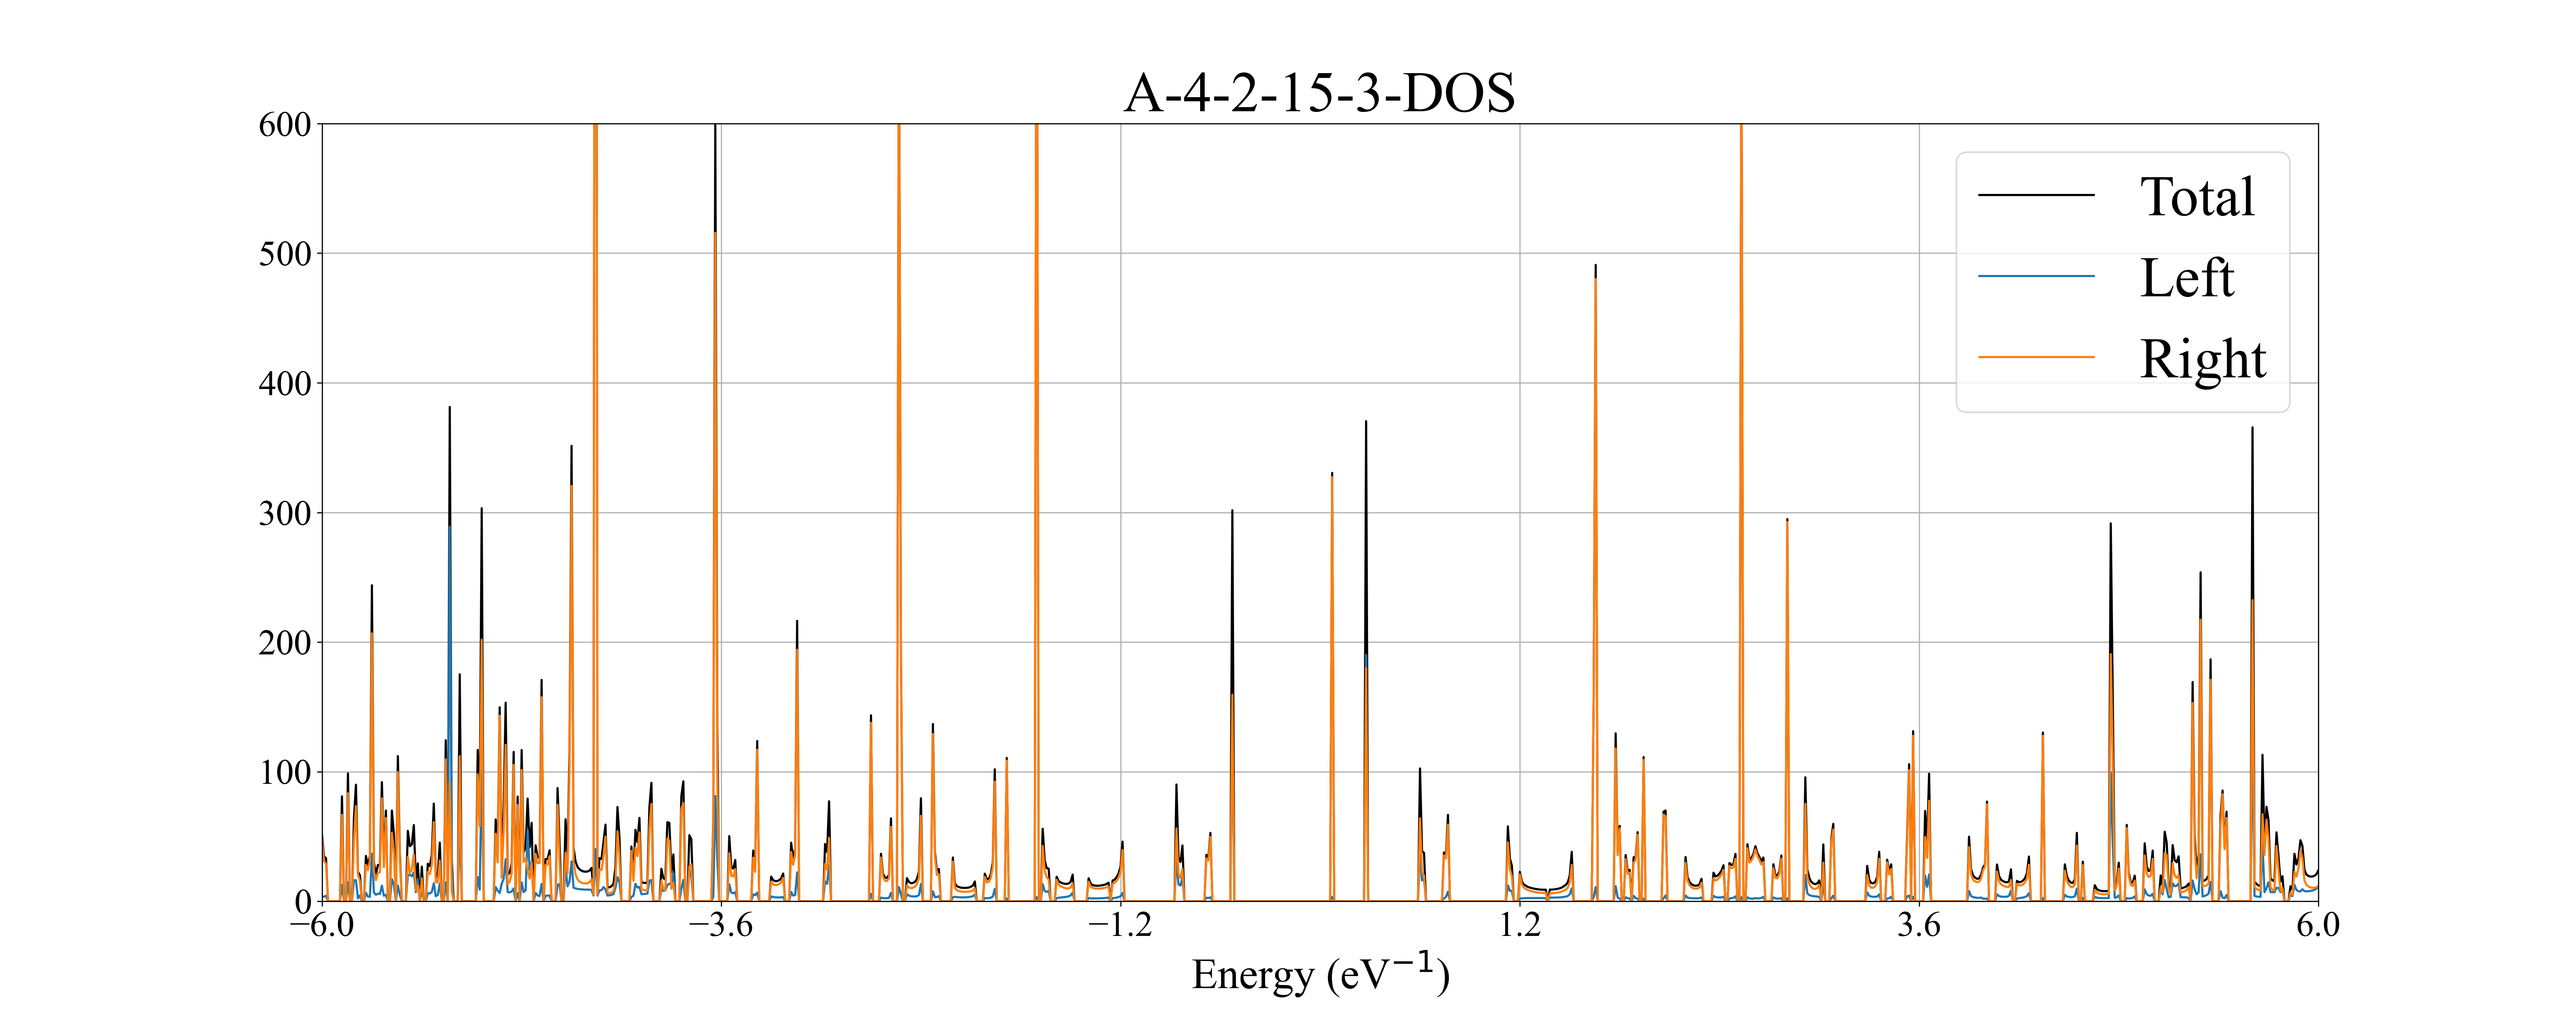 A-4-2-15-3-DOS
600
500
400
300
200
100
0
−6.0 −3.6 −1.2 1.2 3.6 6.0
Energy (eV⁻¹)
Total
Left
Right